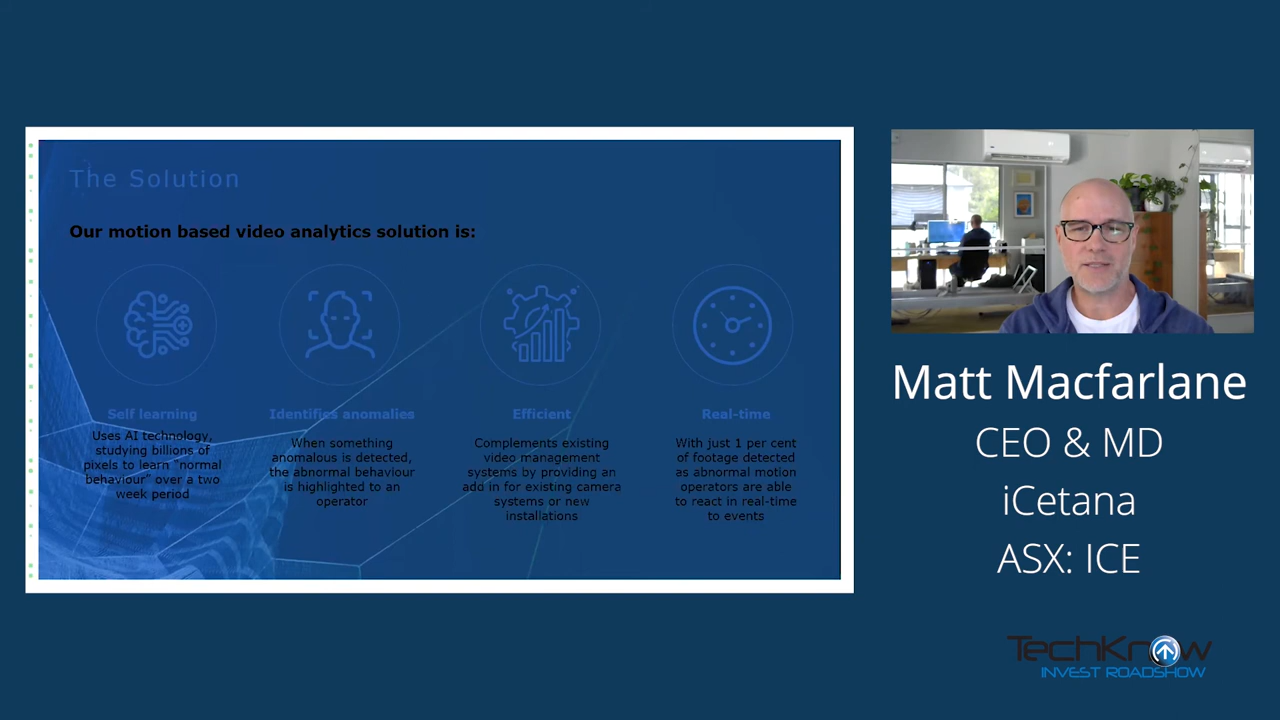 The Solution
Our motion based video analytics solution is:
Self learning
Uses AI technology,
studying billions of
pixels to learn “normal
behaviour” over a two
week period
Identifies anomalies
When something
anomalous is detected,
the abnormal behaviour
is highlighted to an
operator
Efficient
Complements existing
video management
systems by providing an
add in for existing camera
systems or new
installations
Real-time
With just 1 per cent
of footage detected
as abnormal motion
operators are able
to react in real-time
to events
Matt Macfarlane
CEO & MD
iCetana
ASX: ICE
TechKnow
INVEST ROADSHOW